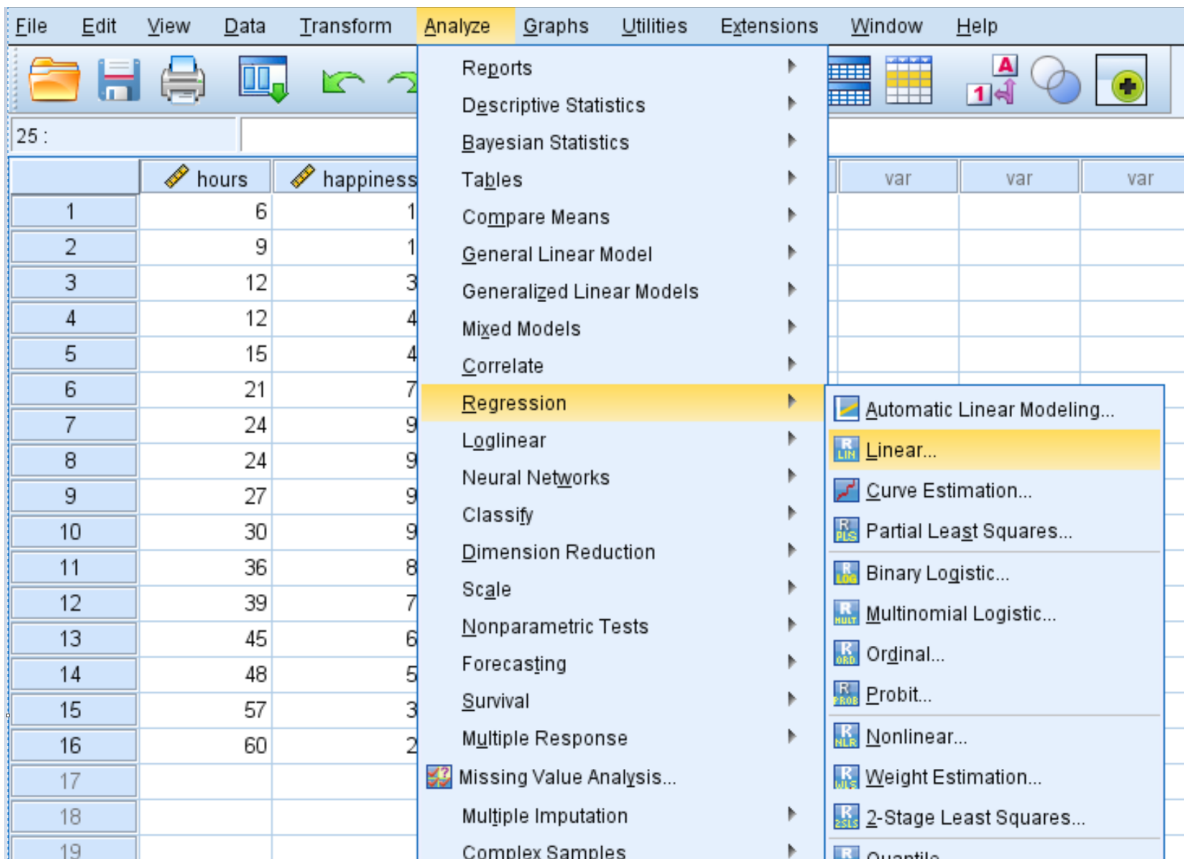 File Edit View Data Transform Analyze Graphs Utilities Extensions Window Help
25 :
hours happiness var var var
1 6 1
2 9 1
3 12 3
4 12 4
5 15 4
6 21 7
7 24 9
8 24 9
9 27 9
10 30 9
11 36 8
12 39 7
13 45 6
14 48 5
15 57 3
16 60 2
17
18
19
Reports
Descriptive Statistics
Bayesian Statistics
Tables
Compare Means
General Linear Model
Generalized Linear Models
Mixed Models
Correlate
Regression
Loglinear
Neural Networks
Classify
Dimension Reduction
Scale
Nonparametric Tests
Forecasting
Survival
Multiple Response
Missing Value Analysis...
Multiple Imputation
Complex Samples
Automatic Linear Modeling...
Linear...
Curve Estimation...
Partial Least Squares...
Binary Logistic...
Multinomial Logistic...
Ordinal...
Probit...
Nonlinear...
Weight Estimation...
2-Stage Least Squares...